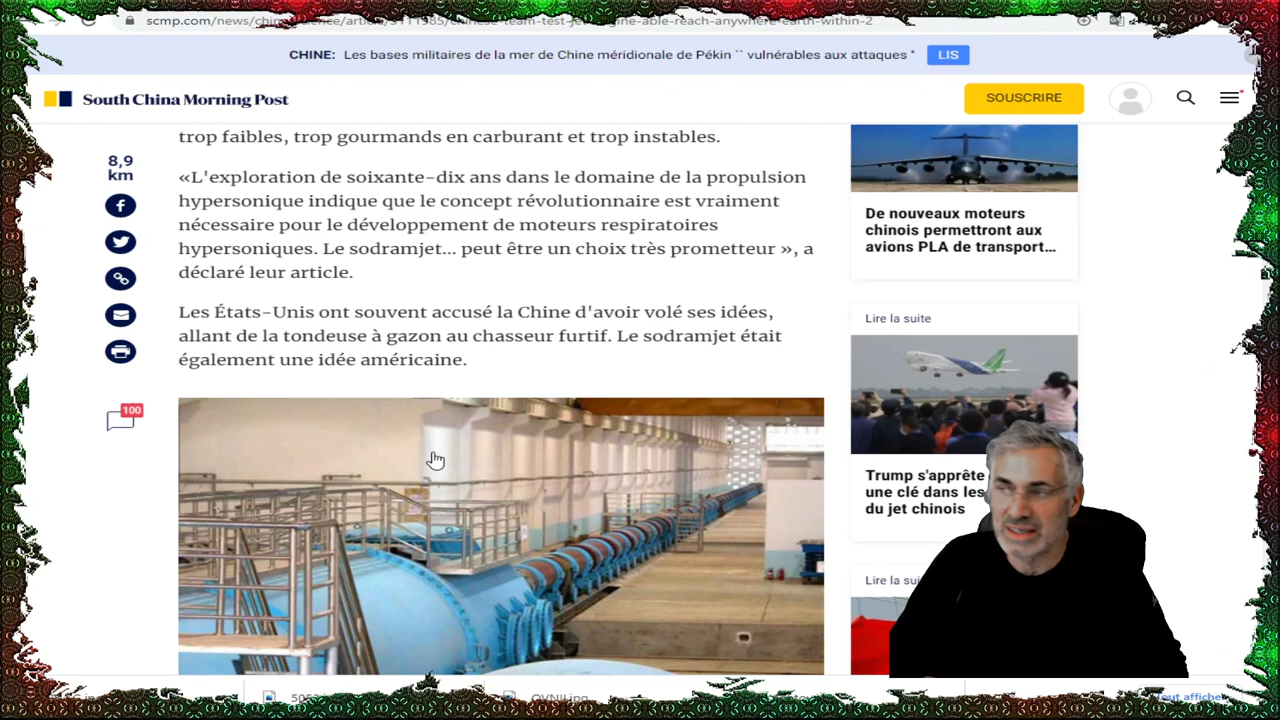 scmp.com/news/china-science/article/3111985/chinese-team-test-jet-engine-able-reach-anywhere-earth-within-2
CHINE: Les bases militaires de la mer de Chine méridionale de Pékin `` vulnérables aux attaques "
LIS
South China Morning Post
SOUSCRIRE
8,9
km
100
trop faibles, trop gourmands en carburant et trop instables.
«L'exploration de soixante-dix ans dans le domaine de la propulsion
hypersonique indique que le concept révolutionnaire est vraiment
nécessaire pour le développement de moteurs respiratoires
hypersoniques. Le sodramjet... peut être un choix très prometteur », a
déclaré leur article.
Les États-Unis ont souvent accusé la Chine d'avoir volé ses idées,
allant de la tondeuse à gazon au chasseur furtif. Le sodramjet était
également une idée américaine.
De nouveaux moteurs
chinois permettront aux
avions PLA de transport...
Lire la suite
Trump s'apprête
une clé dans les
du jet chinois
Lire la sui
OVNI.jpg
tout affiche